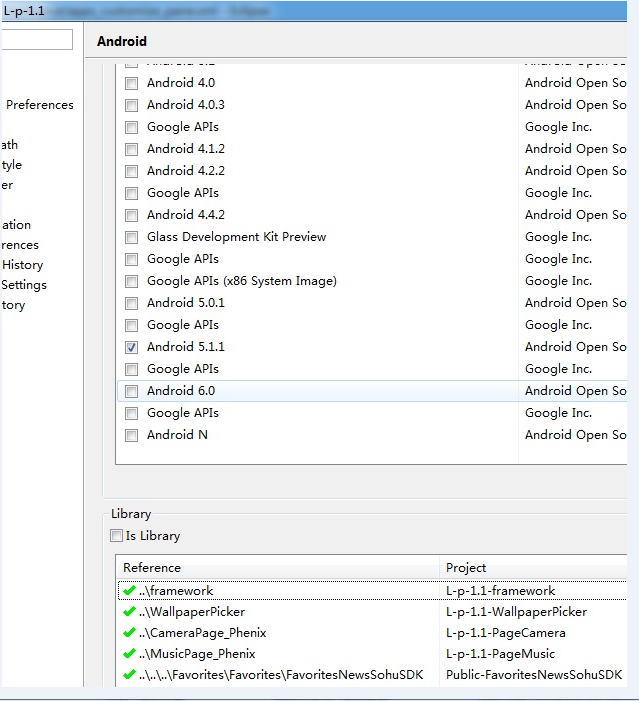 L-p-1.1
Android
Android 4.0 Android Open So
Preferences
Android 4.0.3 Android Open So
Google APIs Google Inc.
ath
Android 4.1.2 Android Open So
tyle
Android 4.2.2 Android Open So
er
Google APIs Google Inc.
Android 4.4.2 Android Open So
ation
Glass Development Kit Preview Google Inc.
rences
Google APIs Google Inc.
History
Google APIs (x86 System Image) Google Inc.
Settings
Android 5.0.1 Android Open So
tory
Google APIs Google Inc.
Android 5.1.1 Android Open So
Google APIs Google Inc.
Android 6.0 Android Open So
Google APIs Google Inc.
Android N Android Open So
Library
Is Library
Reference Project
..\framework L-p-1.1-framework
..\WallpaperPicker L-p-1.1-WallpaperPicker
..\CameraPage_Phenix L-p-1.1-PageCamera
..\MusicPage_Phenix L-p-1.1-PageMusic
..\..\..\Favorites\Favorites\FavoritesNewsSohuSDK Public-FavoritesNewsSohuSDK